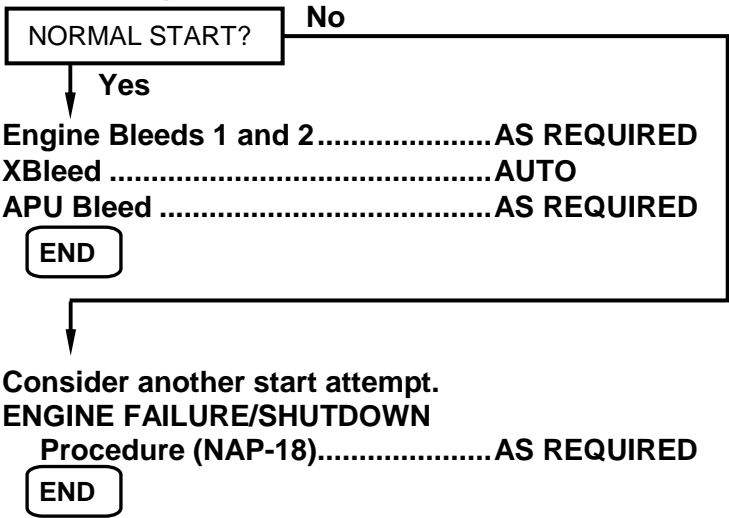 NORMAL START?
No
Yes
Engine Bleeds 1 and 2.....................AS REQUIRED
XBleed ..............................................AUTO
APU Bleed ........................................AS REQUIRED
END
Consider another start attempt.
ENGINE FAILURE/SHUTDOWN
Procedure (NAP-18).....................AS REQUIRED
END